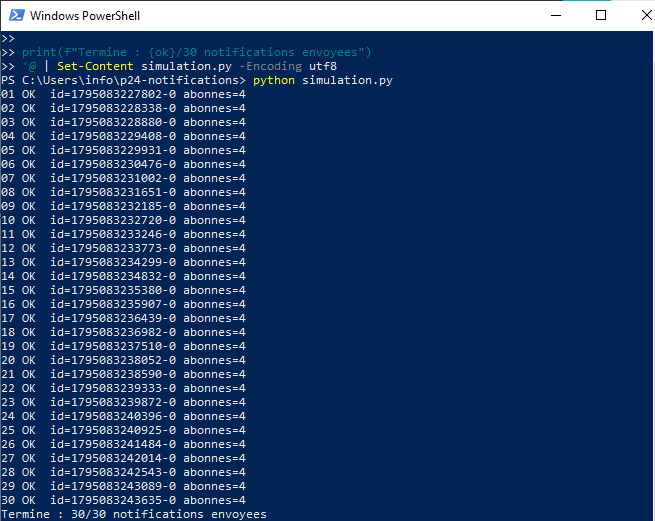 Windows PowerShell
>>
>> print(f"Termine : {ok}/30 notifications envoyees")
>> '@ | Set-Content simulation.py -Encoding utf8
PS C:\Users\info\p24-notifications> python simulation.py
01 OK  id=1795083227802-0 abonnes=4
02 OK  id=1795083228338-0 abonnes=4
03 OK  id=1795083228880-0 abonnes=4
04 OK  id=1795083229408-0 abonnes=4
05 OK  id=1795083229931-0 abonnes=4
06 OK  id=1795083230476-0 abonnes=4
07 OK  id=1795083231002-0 abonnes=4
08 OK  id=1795083231651-0 abonnes=4
09 OK  id=1795083232185-0 abonnes=4
10 OK  id=1795083232720-0 abonnes=4
11 OK  id=1795083233246-0 abonnes=4
12 OK  id=1795083233773-0 abonnes=4
13 OK  id=1795083234299-0 abonnes=4
14 OK  id=1795083234832-0 abonnes=4
15 OK  id=1795083235380-0 abonnes=4
16 OK  id=1795083235907-0 abonnes=4
17 OK  id=1795083236439-0 abonnes=4
18 OK  id=1795083236982-0 abonnes=4
19 OK  id=1795083237510-0 abonnes=4
20 OK  id=1795083238052-0 abonnes=4
21 OK  id=1795083238590-0 abonnes=4
22 OK  id=1795083239333-0 abonnes=4
23 OK  id=1795083239872-0 abonnes=4
24 OK  id=1795083240396-0 abonnes=4
25 OK  id=1795083240925-0 abonnes=4
26 OK  id=1795083241484-0 abonnes=4
27 OK  id=1795083242014-0 abonnes=4
28 OK  id=1795083242543-0 abonnes=4
29 OK  id=1795083243089-0 abonnes=4
30 OK  id=1795083243635-0 abonnes=4
Termine : 30/30 notifications envoyees